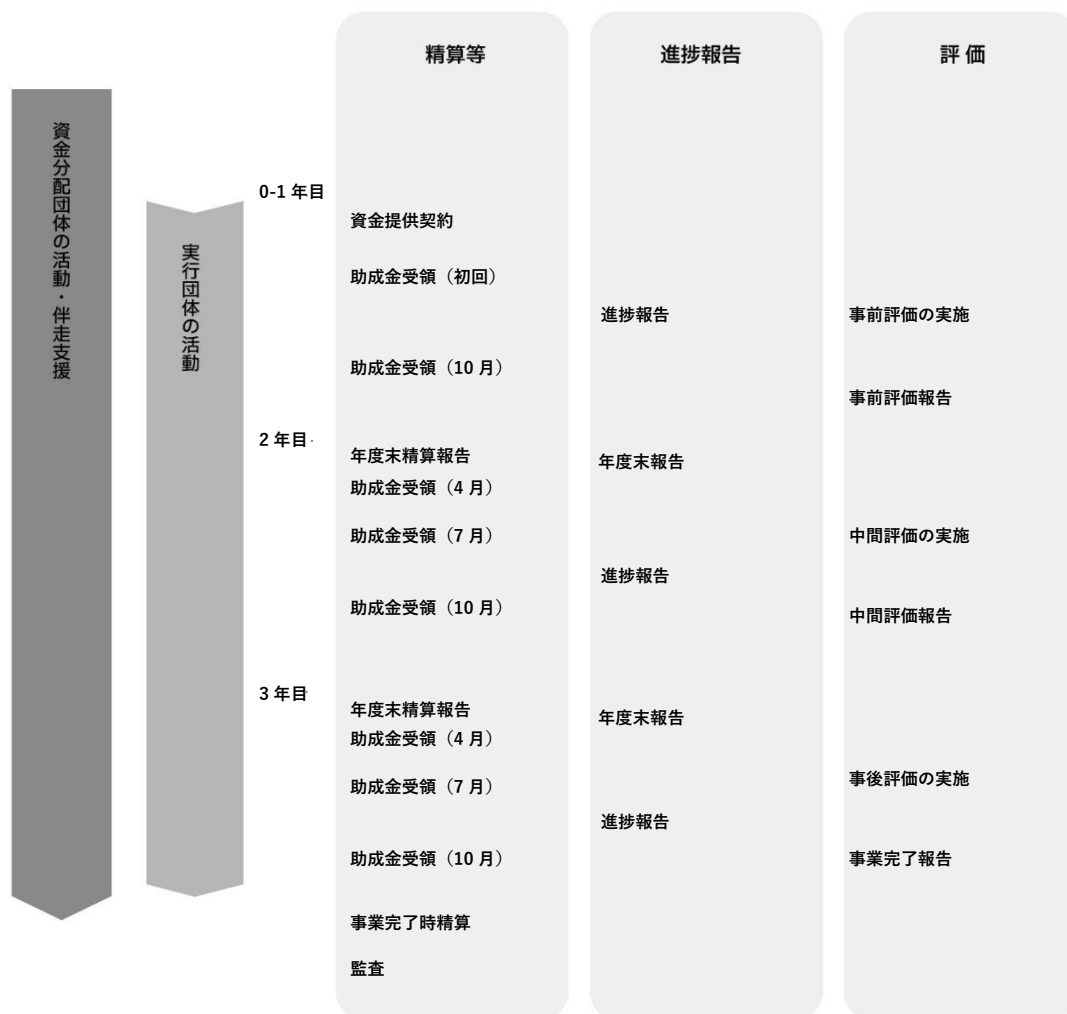 精算等
進捗報告
評 価
資金分配団体の活動・伴走支援
実行団体の活動
0-1 年目
資金提供契約
助成金受領（初回）
進捗報告
事前評価の実施
助成金受領（10 月）
事前評価報告
2 年目
年度末精算報告
年度末報告
助成金受領（4 月）
助成金受領（7 月）
中間評価の実施
進捗報告
助成金受領（10 月）
中間評価報告
3 年目
年度末精算報告
年度末報告
助成金受領（4 月）
助成金受領（7 月）
事後評価の実施
進捗報告
助成金受領（10 月）
事業完了報告
事業完了時精算
監査